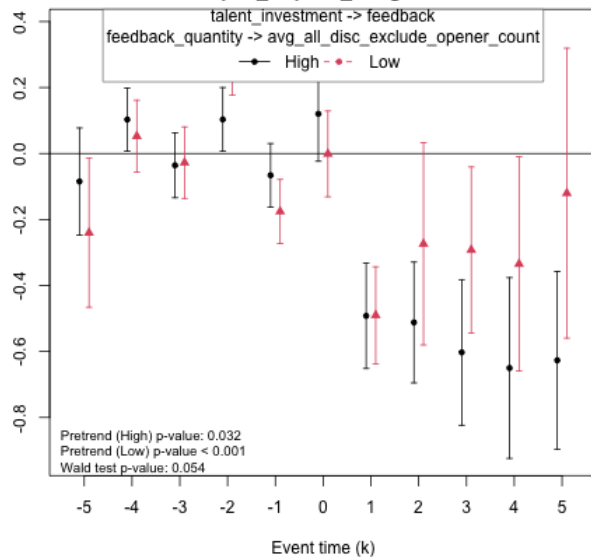 talent_investment -> feedback
feedback_quantity -> avg_all_disc_exclude_opener_count
High Low
0.4
0.2
0.0
-0.2
-0.4
-0.6
-0.8
Pretrend (High) p-value: 0.032
Pretrend (Low) p-value < 0.001
Wald test p-value: 0.054
-5 -4 -3 -2 -1 0 1 2 3 4 5
Event time (k)